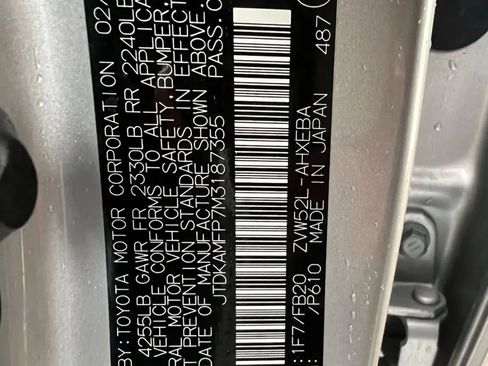 BY:TOYOTA MOTOR CORPORATION 02/
4255LB GAWR FR 2330LB RR 2240LB
VEHICLE CONFORMS TO ALL APPLICA
RAL MOTOR VEHICLE SAFETY,BUMPER,
T PREVENTION STANDARDS IN EFFECT
DATE OF MANUFACTURE SHOWN ABOVE.
JTDKAMFP7M3187355 PASS.C
:1F7/FB20 ZVW52L-AHXEBA
/P610 MADE IN JAPAN 487